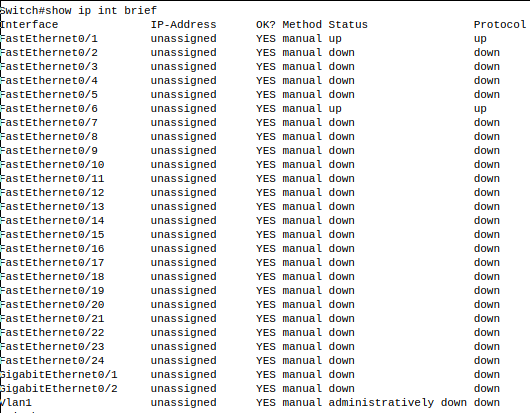 Switch#show ip int brief
Interface IP-Address OK? Method Status Protocol
FastEthernet0/1 unassigned YES manual up up
FastEthernet0/2 unassigned YES manual down down
FastEthernet0/3 unassigned YES manual down down
FastEthernet0/4 unassigned YES manual down down
FastEthernet0/5 unassigned YES manual down down
FastEthernet0/6 unassigned YES manual up up
FastEthernet0/7 unassigned YES manual down down
FastEthernet0/8 unassigned YES manual down down
FastEthernet0/9 unassigned YES manual down down
FastEthernet0/10 unassigned YES manual down down
FastEthernet0/11 unassigned YES manual down down
FastEthernet0/12 unassigned YES manual down down
FastEthernet0/13 unassigned YES manual down down
FastEthernet0/14 unassigned YES manual down down
FastEthernet0/15 unassigned YES manual down down
FastEthernet0/16 unassigned YES manual down down
FastEthernet0/17 unassigned YES manual down down
FastEthernet0/18 unassigned YES manual down down
FastEthernet0/19 unassigned YES manual down down
FastEthernet0/20 unassigned YES manual down down
FastEthernet0/21 unassigned YES manual down down
FastEthernet0/22 unassigned YES manual down down
FastEthernet0/23 unassigned YES manual down down
FastEthernet0/24 unassigned YES manual down down
GigabitEthernet0/1 unassigned YES manual down down
GigabitEthernet0/2 unassigned YES manual down down
Vlan1 unassigned YES manual administratively down down